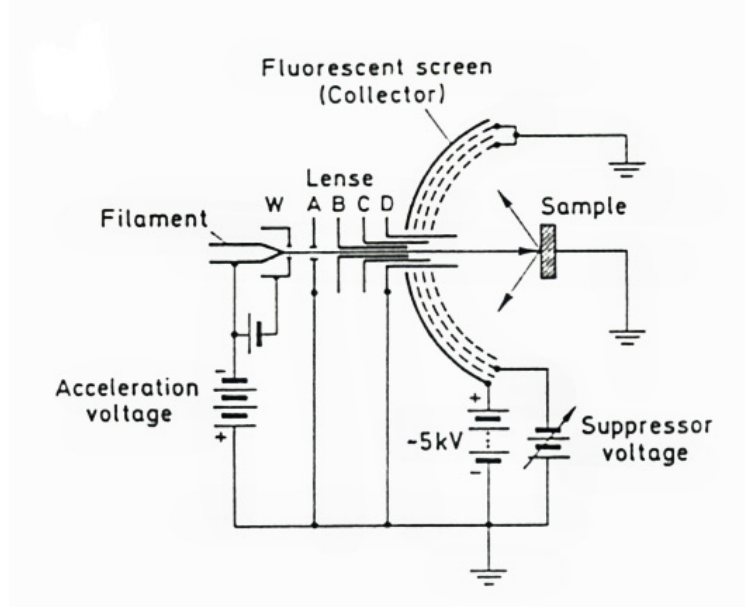 Fluorescent screen
(Collector)
Lense
W A B C D
Filament
Sample
Acceleration
voltage
-
+
+
~5kV
-
Suppressor
voltage